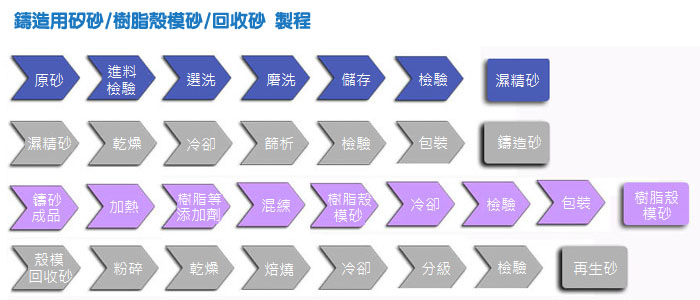 鑄造用矽砂/樹脂殼模砂/回收砂 製程
原砂 進料檢驗 選洗 磨洗 儲存 檢驗 濕精砂
濕精砂 乾燥 冷卻 篩析 檢驗 包裝 鑄造砂
鑄砂成品 加熱 樹脂等添加劑 混練 樹脂殼模砂 冷卻 檢驗 包裝 樹脂殼模砂
殼模回收砂 粉碎 乾燥 焙燒 冷卻 分級 檢驗 再生砂